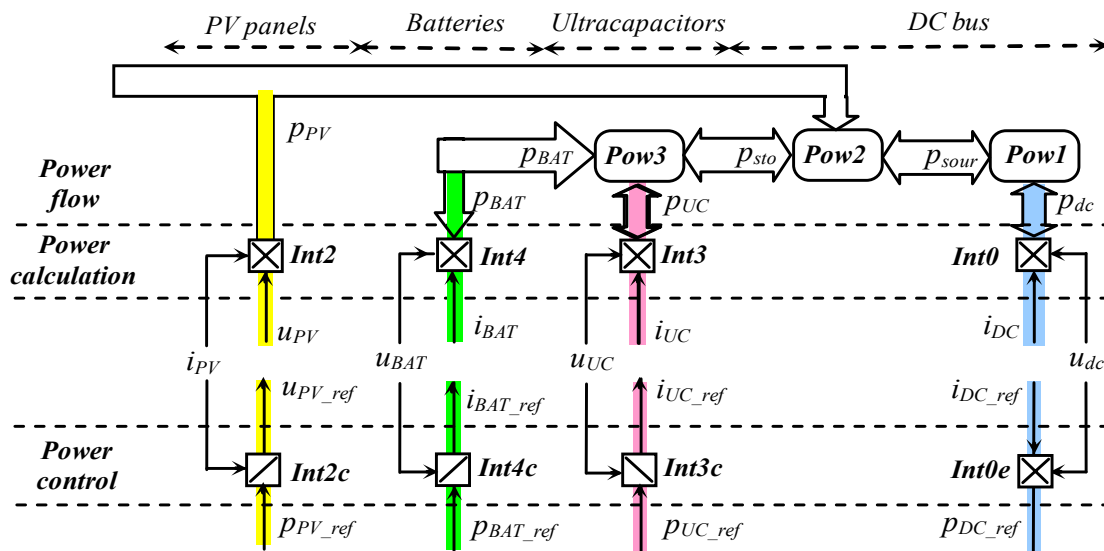 PV panels Batteries Ultracapacitors DC bus
p_PV
p_BAT Pow3 p_sto Pow2 p_sour Pow1
Power
flow
p_BAT p_UC p_dc
Power
calculation
Int2 Int4 Int3 Int0
u_PV i_BAT i_UC i_DC
i_PV u_BAT u_UC u_dc
u_PV_ref i_BAT_ref i_UC_ref i_DC_ref
Power
control
Int2c Int4c Int3c Int0e
p_PV_ref p_BAT_ref p_UC_ref p_DC_ref